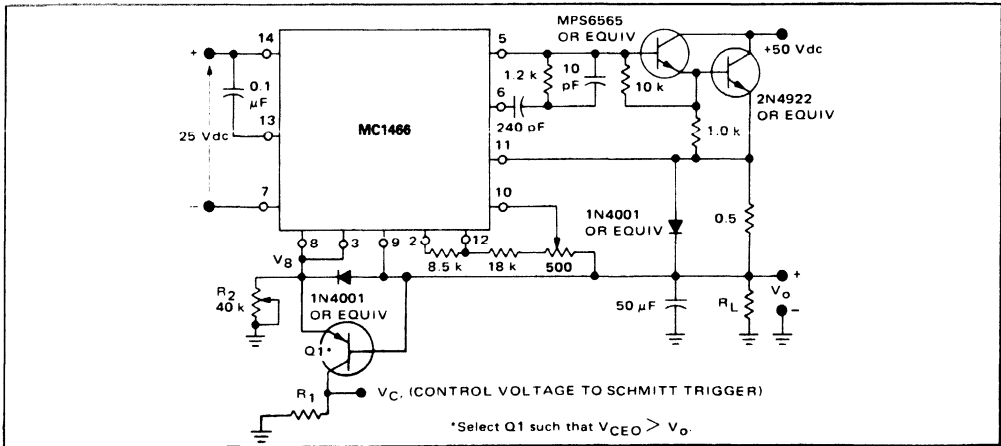 MPS6565
OR EQUIV
+50 Vdc
14
5
+
0.1
μF
1.2 k
10
pF
10 k
6
240 pF
2N4922
OR EQUIV
13
MC1466
25 Vdc
11
1.0 k
7
10
−
1N4001
OR EQUIV
0.5
8
3
9
2
12
V8
8.5 k
18 k
500
+
Vo
−
R2
40 k
1N4001
OR EQUIV
50 μF
RL
Q1*
VC, (CONTROL VOLTAGE TO SCHMITT TRIGGER)
R1
*Select Q1 such that VCEO > Vo.